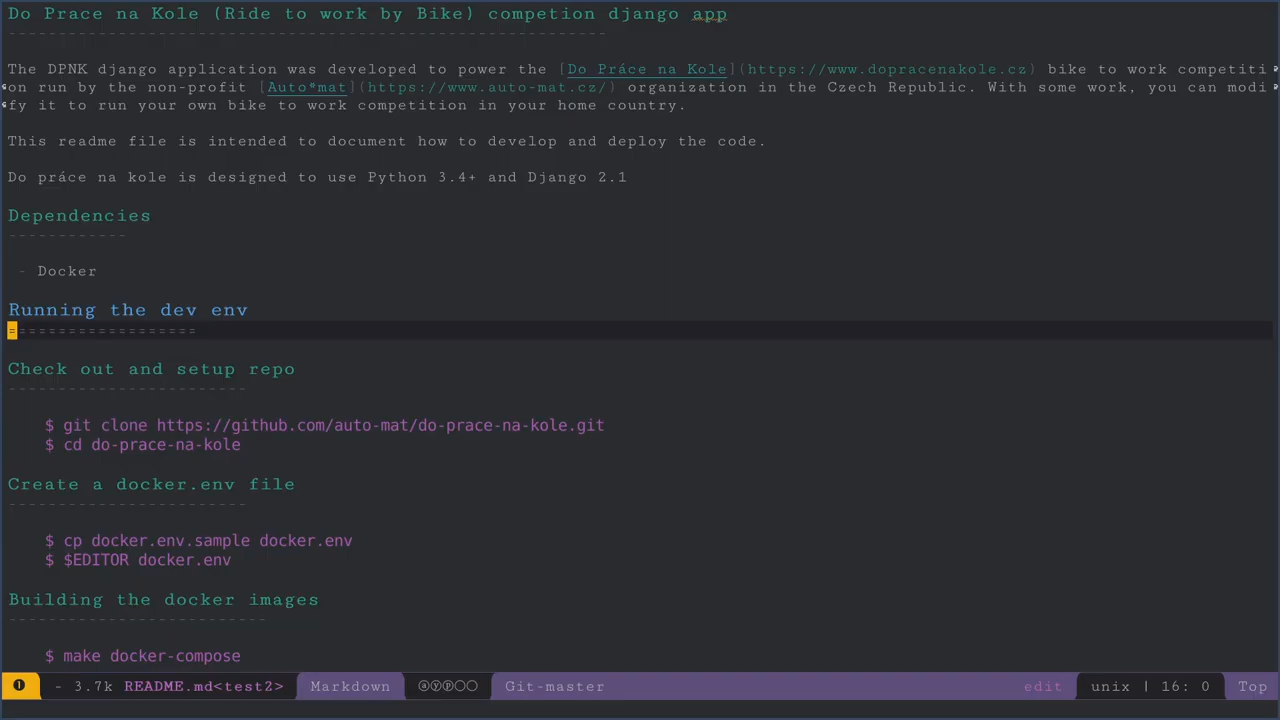 Do Prace na Kole (Ride to work by Bike) competion django app
------------------------------------------------------------
The DPNK django application was developed to power the [Do Práce na Kole](https://www.dopracenakole.cz) bike to work competiti
on run by the non-profit [Auto*mat](https://www.auto-mat.cz/) organization in the Czech Republic. With some work, you can modi
fy it to run your own bike to work competition in your home country.
This readme file is intended to document how to develop and deploy the code.
Do práce na kole is designed to use Python 3.4+ and Django 2.1
Dependencies
------------
- Docker
Running the dev env
===================
Check out and setup repo
------------------------
$ git clone https://github.com/auto-mat/do-prace-na-kole.git
$ cd do-prace-na-kole
Create a docker.env file
------------------------
$ cp docker.env.sample docker.env
$ $EDITOR docker.env
Building the docker images
--------------------------
$ make docker-compose
❶ - 3.7k README.md<test2> Markdown ⓐⓎⓅ○○ Git-master edit unix | 16: 0 Top